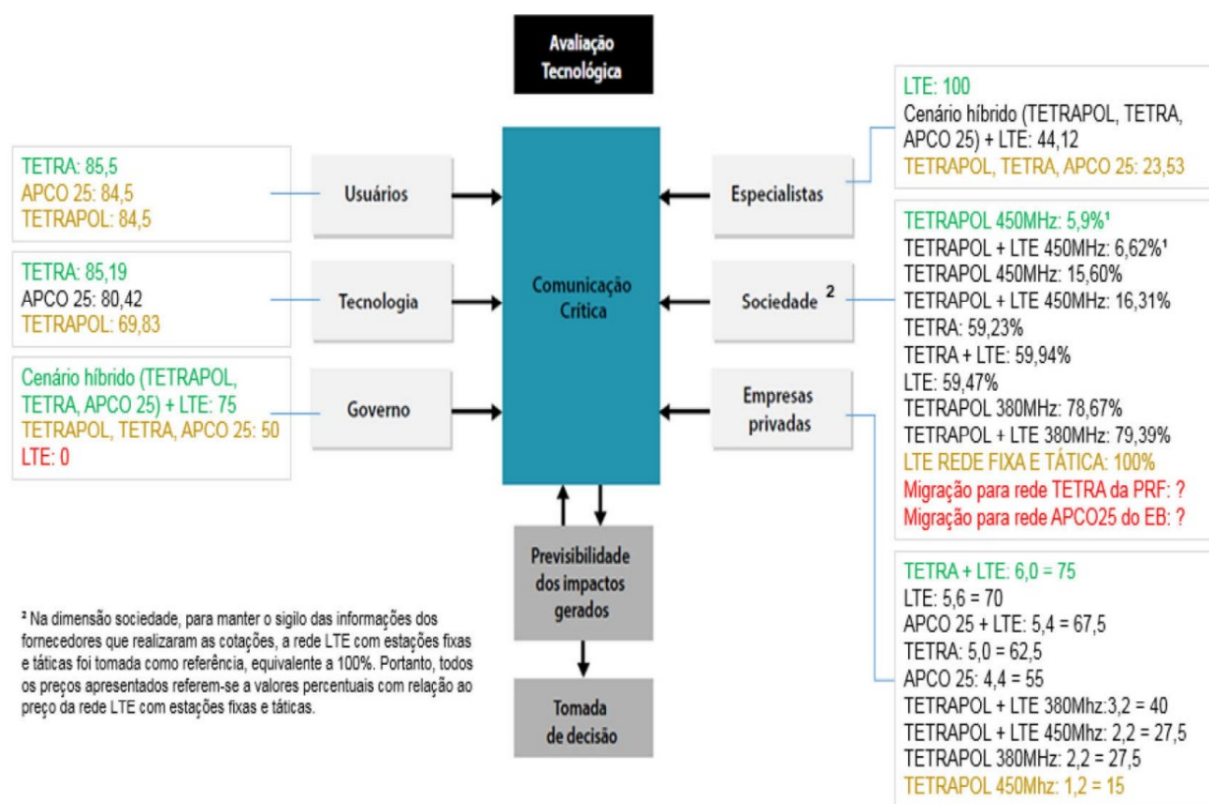 Avaliação
Tecnológica
TETRA: 85,5
APCO 25: 84,5
TETRAPOL: 84,5
Usuários
TETRA: 85,19
APCO 25: 80,42
TETRAPOL: 69,83
Tecnologia
Cenário híbrido (TETRAPOL,
TETRA, APCO 25) + LTE: 75
TETRAPOL, TETRA, APCO 25: 50
LTE: 0
Governo
Comunicação
Crítica
Especialistas
LTE: 100
Cenário híbrido (TETRAPOL, TETRA,
APCO 25) + LTE: 44,12
TETRAPOL, TETRA, APCO 25: 23,53
Sociedade 2
TETRAPOL 450MHz: 5,9%¹
TETRAPOL + LTE 450MHz: 6,62%¹
TETRAPOL 450MHz: 15,60%
TETRAPOL + LTE 450MHz: 16,31%
TETRA: 59,23%
TETRA + LTE: 59,94%
LTE: 59,47%
TETRAPOL 380MHz: 78,67%
TETRAPOL + LTE 380MHz: 79,39%
LTE REDE FIXA E TÁTICA: 100%
Migração para rede TETRA da PRF: ?
Migração para rede APCO25 do EB: ?
Empresas
privadas
TETRA + LTE: 6,0 = 75
LTE: 5,6 = 70
APCO 25 + LTE: 5,4 = 67,5
TETRA: 5,0 = 62,5
APCO 25: 4,4 = 55
TETRAPOL + LTE 380Mhz:3,2 = 40
TETRAPOL + LTE 450Mhz: 2,2 = 27,5
TETRAPOL 380MHz: 2,2 = 27,5
TETRAPOL 450Mhz: 1,2 = 15
Previsibilidade
dos impactos
gerados
Tomada
de decisão
² Na dimensão sociedade, para manter o sigilo das informações dos
fornecedores que realizaram as cotações, a rede LTE com estações fixas
e táticas foi tomada como referência, equivalente a 100%. Portanto, todos
os preços apresentados referem-se a valores percentuais com relação ao
preço da rede LTE com estações fixas e táticas.